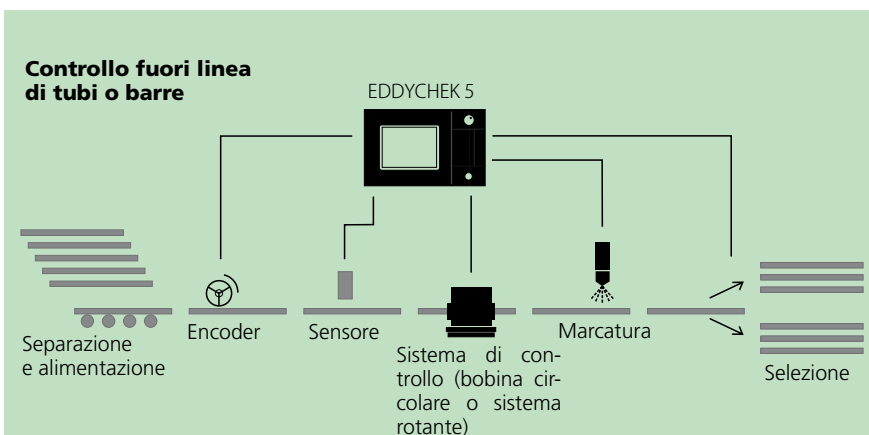 Controllo fuori linea
di tubi o barre
EDDYCHEK 5
Separazione
e alimentazione
Encoder
Sensore
Sistema di con-
trollo (bobina cir-
colare o sistema
rotante)
Marcatura
Selezione